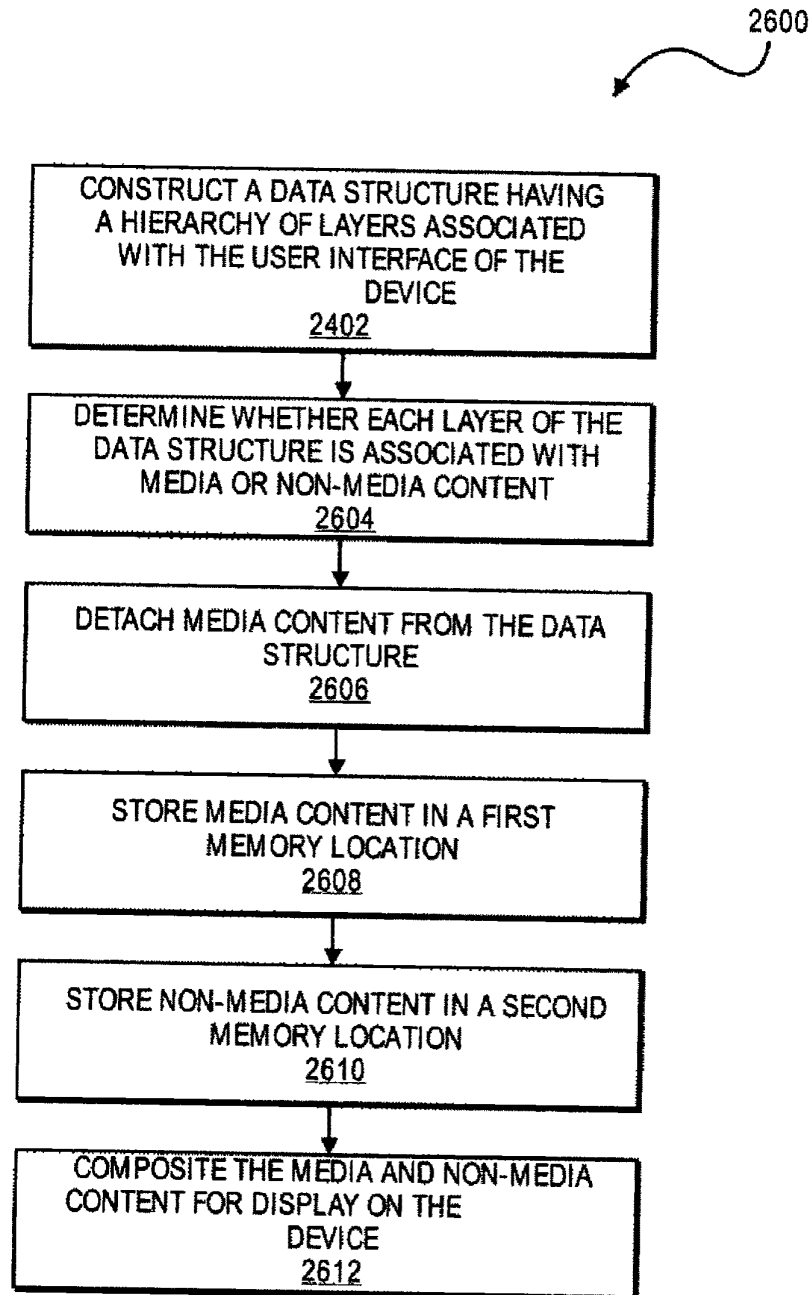 2600
CONSTRUCT A DATA STRUCTURE HAVING
A HIERARCHY OF LAYERS ASSOCIATED
WITH THE USER INTERFACE OF THE
DEVICE
2402
DETERMINE WHETHER EACH LAYER OF THE
DATA STRUCTURE IS ASSOCIATED WITH
MEDIA OR NON-MEDIA CONTENT
2604
DETACH MEDIA CONTENT FROM THE DATA
STRUCTURE
2606
STORE MEDIA CONTENT IN A FIRST
MEMORY LOCATION
2608
STORE NON-MEDIA CONTENT IN A SECOND
MEMORY LOCATION
2610
COMPOSITE THE MEDIA AND NON-MEDIA
CONTENT FOR DISPLAY ON THE
DEVICE
2612